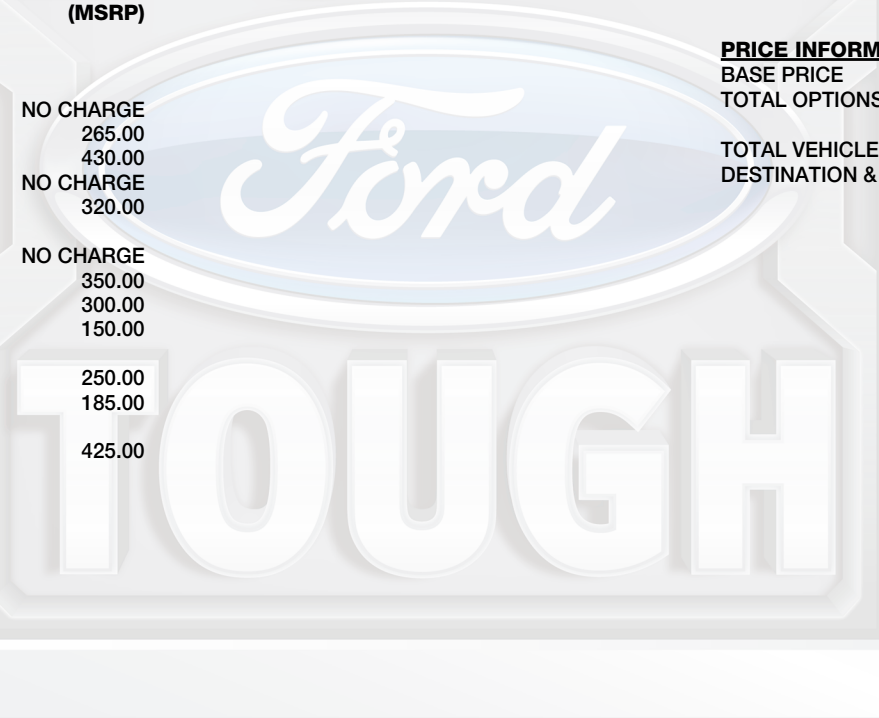 (MSRP)
NO CHARGE
265.00
430.00
NO CHARGE
320.00
NO CHARGE
350.00
300.00
150.00
250.00
185.00
425.00
PRICE INFORM
BASE PRICE
TOTAL OPTIONS
TOTAL VEHICLE
DESTINATION &
Ford
TOUGH